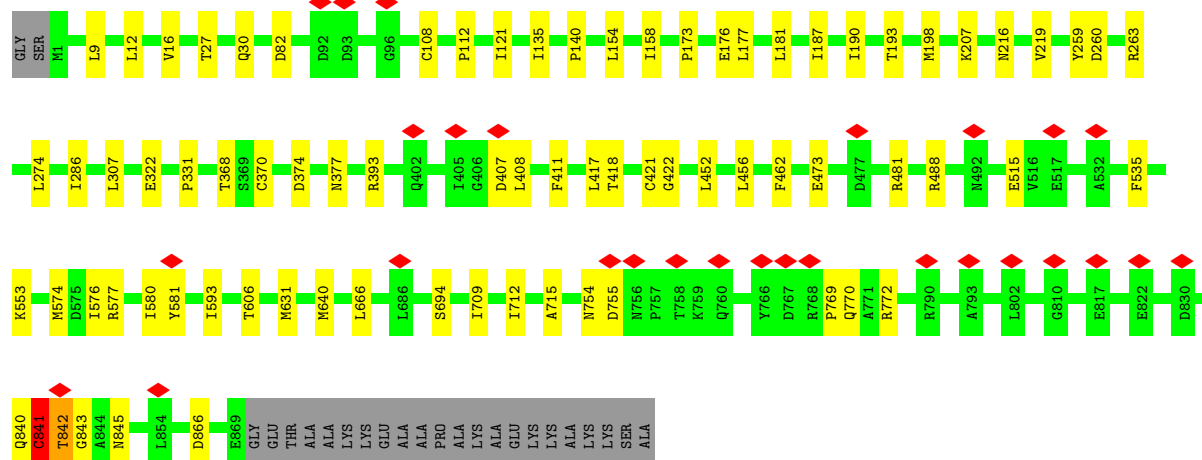 GLY SER M1 L9 L12 V16 T27 Q30 D82 D92 D93 G96 C108 P112 I121 I135 P140 L154 I158 P173 E176 L177 L181 I187 I190 T193 M198 K207 N216 V219 Y259 D260 R263
L274 I286 L307 E322 P331 T368 S369 C370 D374 N377 R393 Q402 I405 G406 D407 L408 F411 L417 T418 C421 G422 L452 L456 F462 E473 D477 R481 R488 N492 E515 V516 E517 A532 F535
K553 M574 D575 I576 R577 I580 Y581 I593 T606 M631 M640 L666 L686 S694 I709 I712 A715 N754 D755 N756 P757 T758 K759 Q760 Y766 D767 R768 P769 Q770 A771 R772 R790 A793 L802 G810 E817 E822 D830
Q840 C841 T842 G843 A844 N845 L854 D866 E869 GLY GLU THR ALA ALA LYS LYS GLU ALA ALA PRO ALA LYS ALA GLU LYS LYS ALA LYS LYS SER ALA